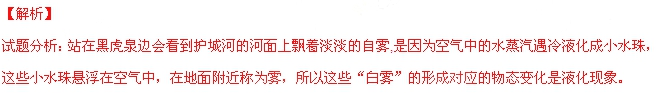 【解析】
试题分析：站在黑虎泉边会看到护城河的河面上飘着淡淡的自雾,是因为空气中的水蒸汽遇冷液化成小水珠，
这些小水珠悬浮在空气中，在地面附近称为雾，所以这些“白雾”的形成对应的物态变化是液化现象。